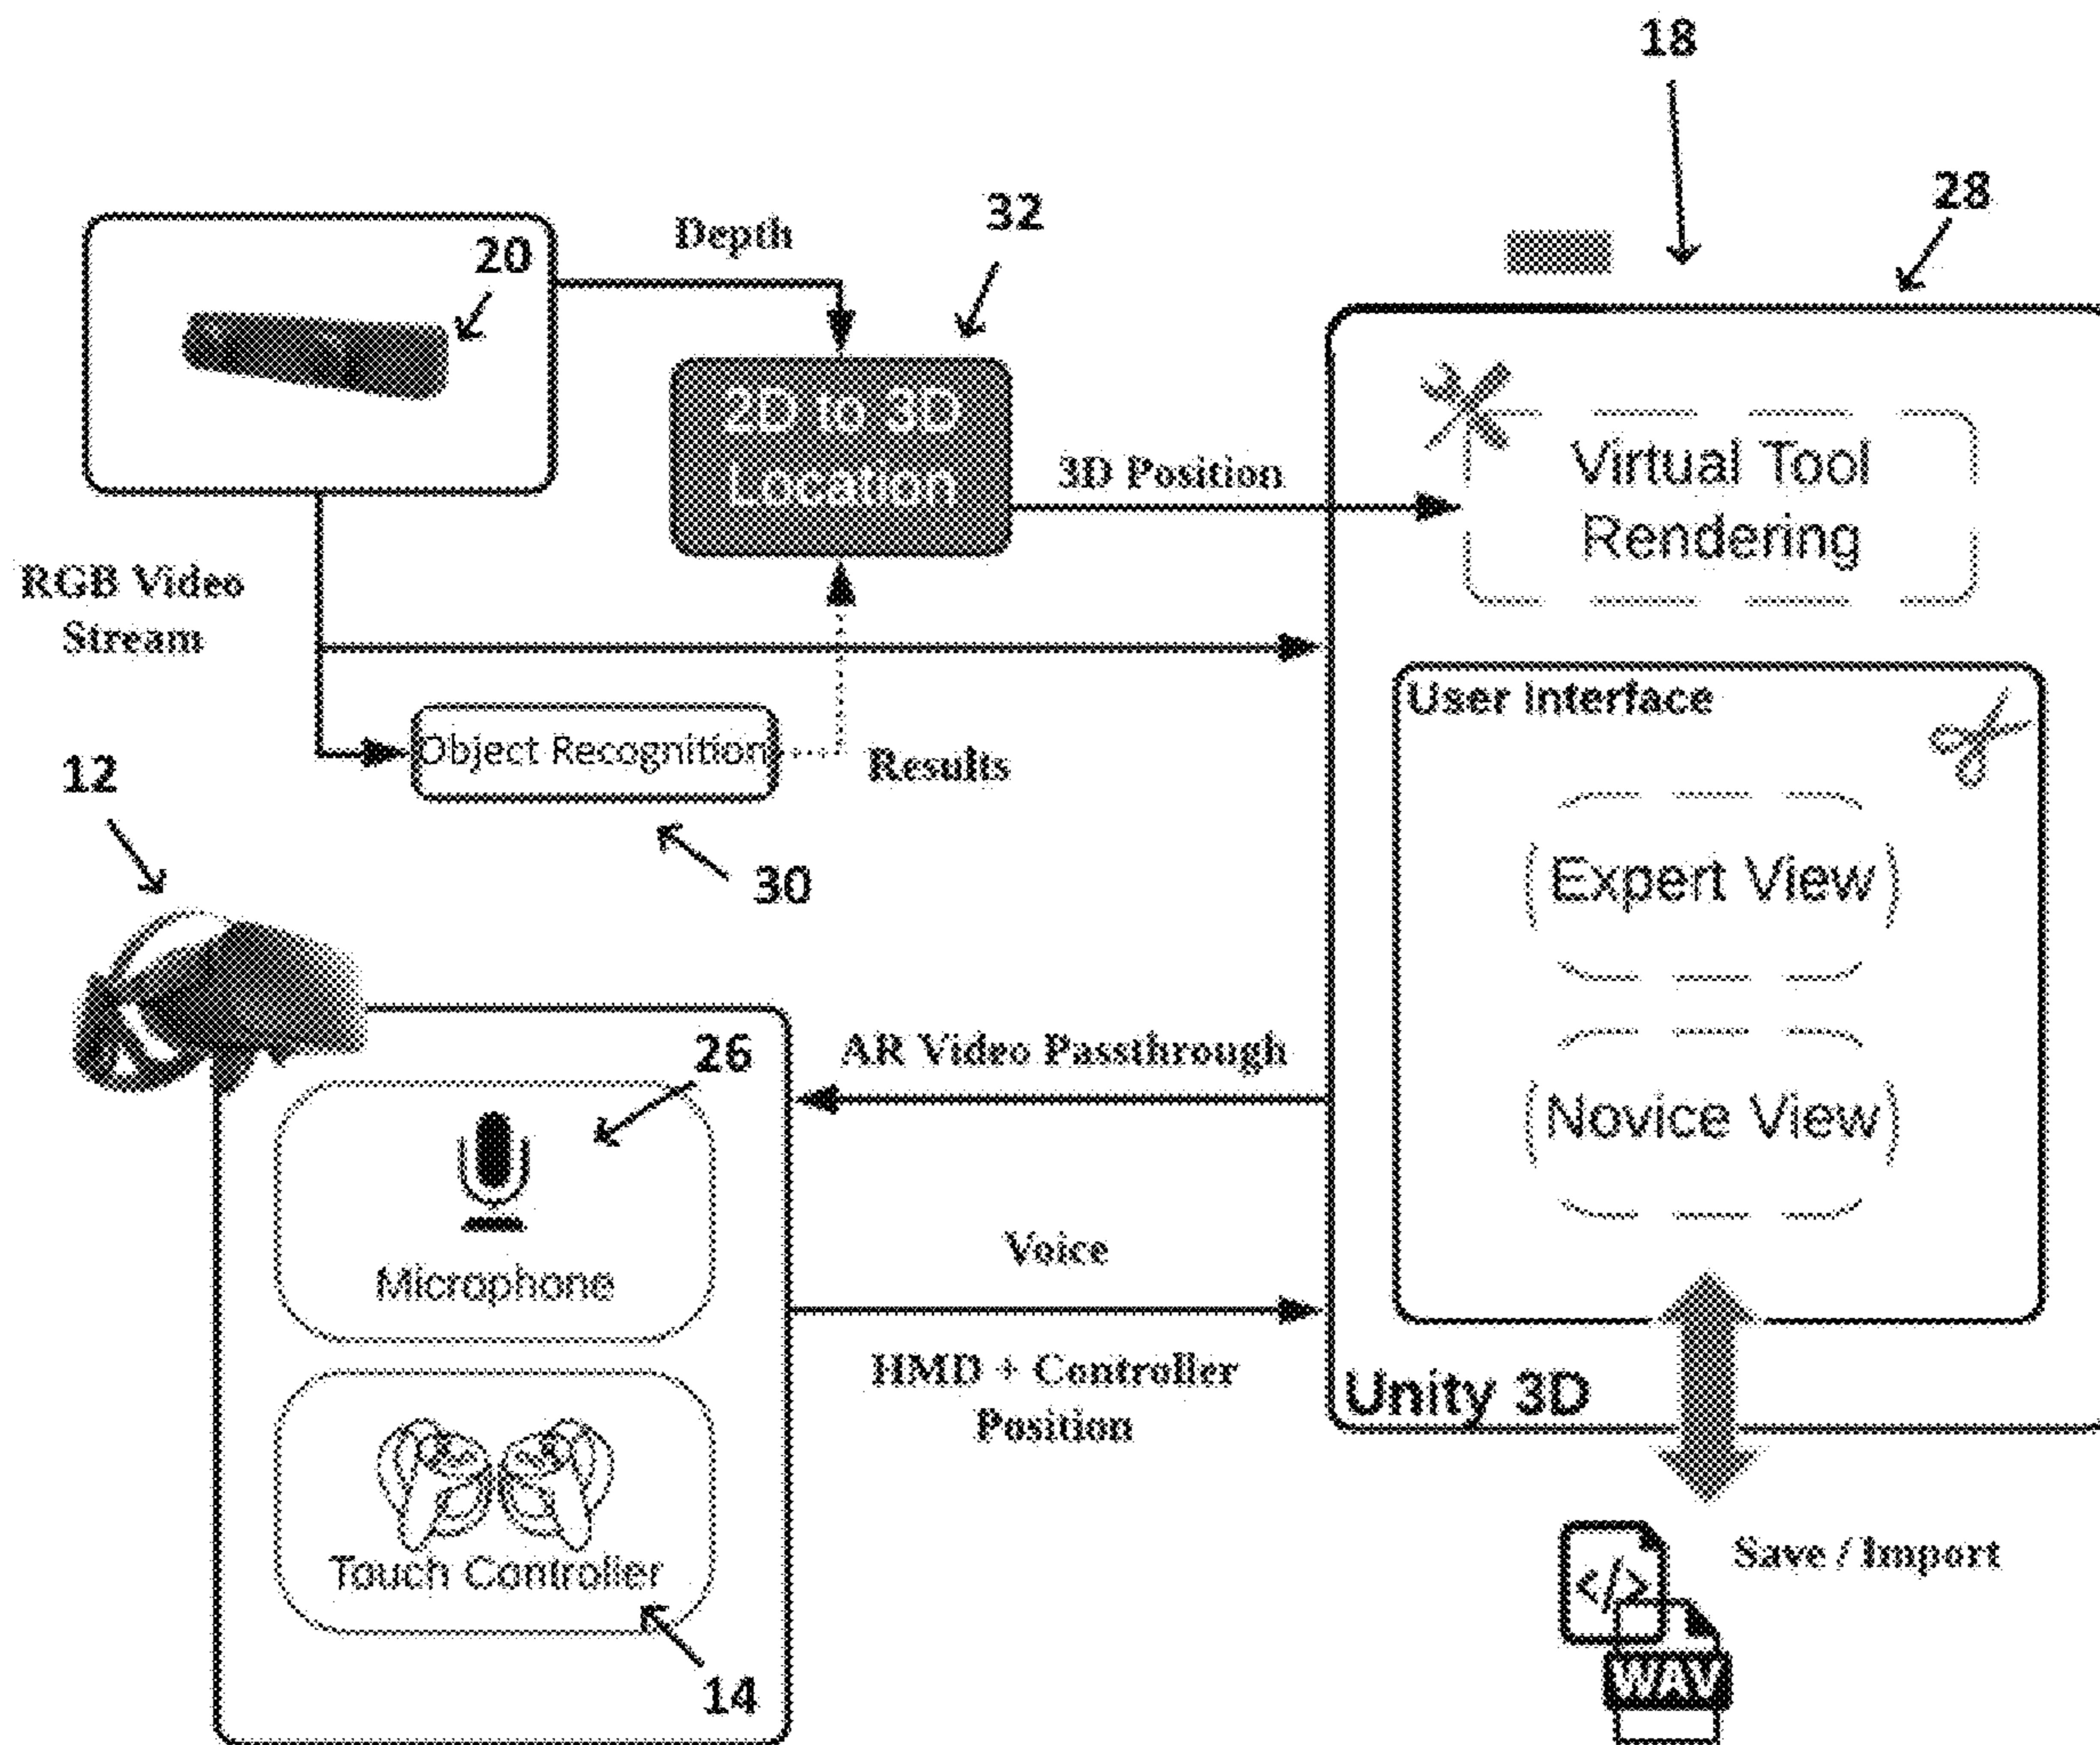 18
28
32
Depth
20
2D to 3D
Location
3D Position
Virtual Tool
Rendering
RGB Video
Stream
User Interface
Object Recognition
Results
12
30
Expert View
26
AR Video Passthrough
Novice View
Microphone
Voice
HMD + Controller
Position
Unity 3D
Touch Controller
14
Save / Import
</>
WAV